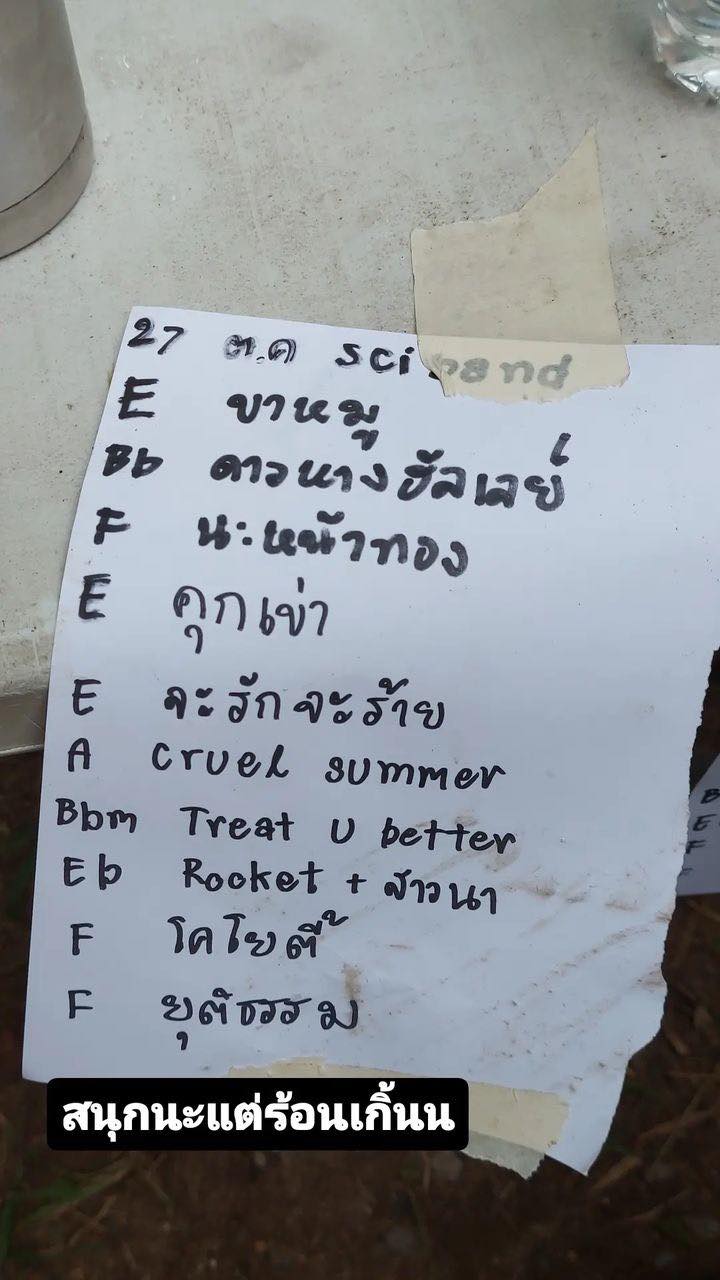 27 ต.ค sci band
E ขาหมู
Bb ดาวหางฮัลเลย์
F นะหน้าทอง
E คุกเข่า
E จะรักจะร้าย
A cruel summer
Bbm Treat U better
Eb Rocket + สาวนา
F โคโยตี้
F ยุติธรรม
B
E
F
สนุกนะแต่ร้อนเกิ้นน